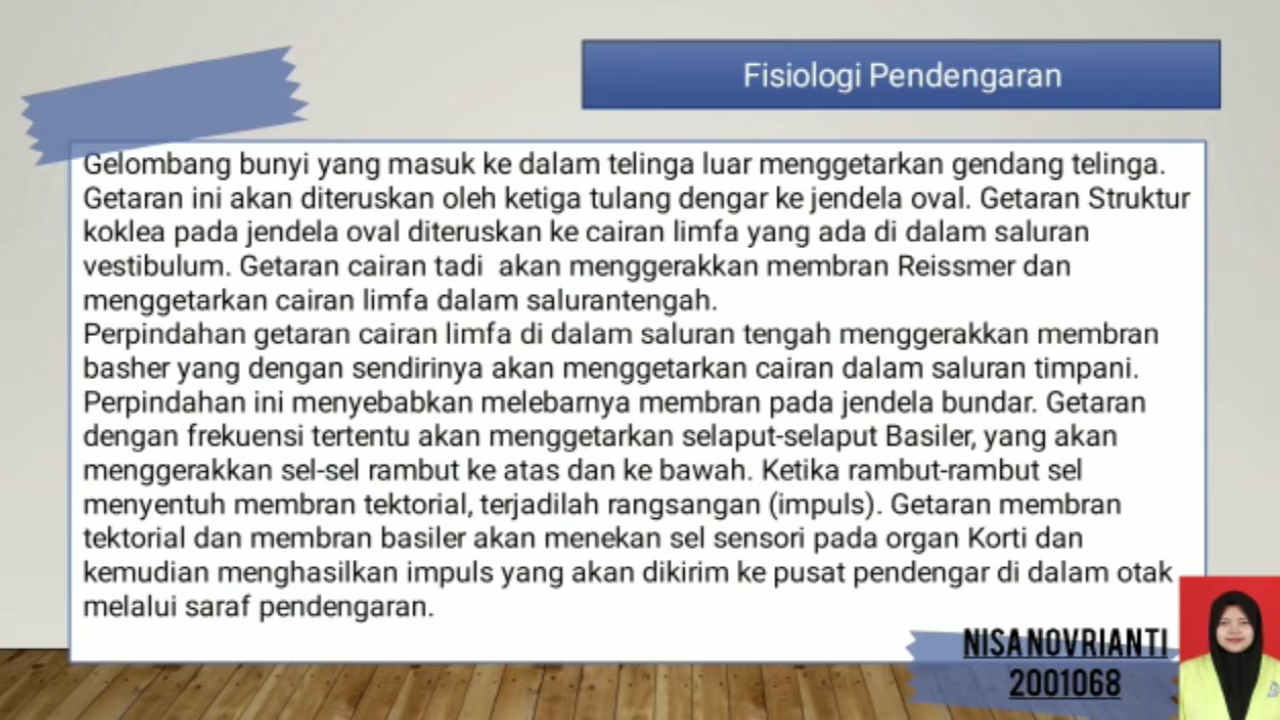 Fisiologi Pendengaran
Gelombang bunyi yang masuk ke dalam telinga luar menggetarkan gendang telinga.
Getaran ini akan diteruskan oleh ketiga tulang dengar ke jendela oval. Getaran Struktur
koklea pada jendela oval diteruskan ke cairan limfa yang ada di dalam saluran
vestibulum. Getaran cairan tadi  akan menggerakkan membran Reissmer dan
menggetarkan cairan limfa dalam salurantengah.
Perpindahan getaran cairan limfa di dalam saluran tengah menggerakkan membran
basher yang dengan sendirinya akan menggetarkan cairan dalam saluran timpani.
Perpindahan ini menyebabkan melebarnya membran pada jendela bundar. Getaran
dengan frekuensi tertentu akan menggetarkan selaput-selaput Basiler, yang akan
menggerakkan sel-sel rambut ke atas dan ke bawah. Ketika rambut-rambut sel
menyentuh membran tektorial, terjadilah rangsangan (impuls). Getaran membran
tektorial dan membran basiler akan menekan sel sensori pada organ Korti dan
kemudian menghasilkan impuls yang akan dikirim ke pusat pendengar di dalam otak
melalui saraf pendengaran.
NISA NOVRIANTI
2001068